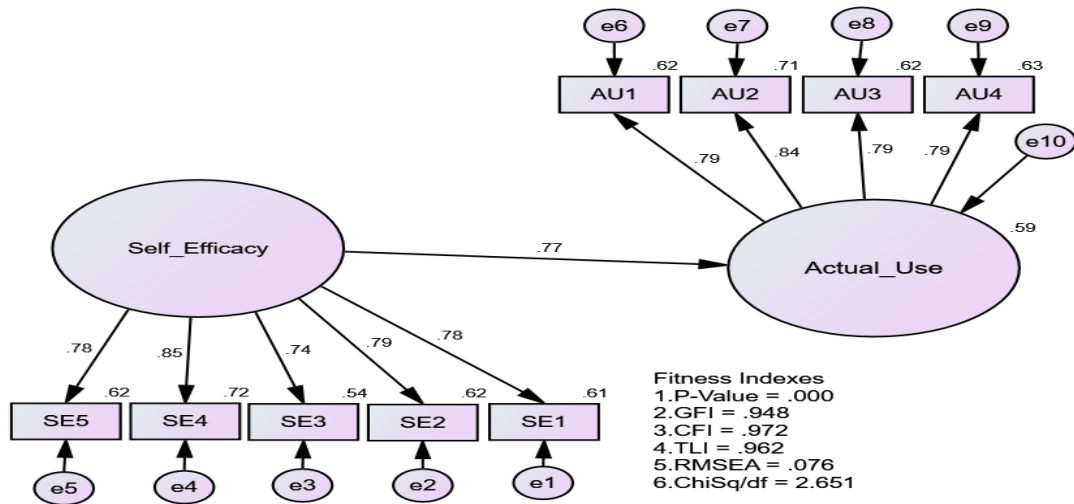 e6 e7 e8 e9
.62 .71 .62 .63
AU1 AU2 AU3 AU4
e10
.79 .84 .79 .79
.59
Self_Efficacy
.77
Actual_Use
.78 .85 .74 .79 .78
.62 .72 .54 .62 .61
SE5 SE4 SE3 SE2 SE1
e5 e4 e3 e2 e1
Fitness Indexes
1.P-Value = .000
2.GFI = .948
3.CFI = .972
4.TLI = .962
5.RMSEA = .076
6.ChiSq/df = 2.651